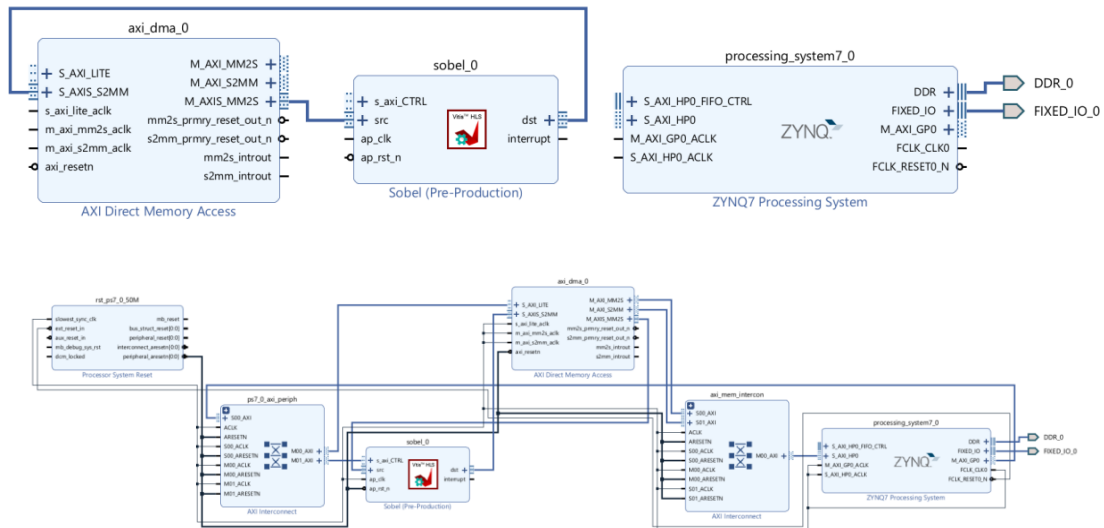 axi_dma_0
S_AXI_LITE
S_AXIS_S2MM
s_axi_lite_aclk
m_axi_mm2s_aclk
m_axi_s2mm_aclk
axi_resetn
M_AXI_MM2S
M_AXI_S2MM
M_AXIS_MM2S
mm2s_prmry_reset_out_n
s2mm_prmry_reset_out_n
mm2s_introut
s2mm_introut
AXI Direct Memory Access
sobel_0
s_axi_CTRL
src
ap_clk
ap_rst_n
Vitis™ HLS
dst
interrupt
Sobel (Pre-Production)
processing_system7_0
S_AXI_HP0_FIFO_CTRL
S_AXI_HP0
M_AXI_GP0_ACLK
S_AXI_HP0_ACLK
ZYNQ
DDR
FIXED_IO
M_AXI_GP0
FCLK_CLK0
FCLK_RESET0_N
DDR_0
FIXED_IO_0
ZYNQ7 Processing System
rst_ps7_0_50M
slowest_sync_clk
ext_reset_in
aux_reset_in
mb_debug_sys_rst
dcm_locked
mb_reset
bus_struct_reset[0:0]
peripheral_reset[0:0]
interconnect_aresetn[0:0]
peripheral_aresetn[0:0]
Processor System Reset
ps7_0_axi_periph
S00_AXI
ACLK
ARESETN
S00_ACLK
S00_ARESETN
M00_ACLK
M00_ARESETN
M01_ACLK
M01_ARESETN
M00_AXI
M01_AXI
AXI Interconnect
sobel_0
s_axi_CTRL
src
ap_clk
ap_rst_n
Vitis™ HLS
dst
interrupt
Sobel (Pre-Production)
axi_dma_0
S_AXI_LITE
S_AXIS_S2MM
s_axi_lite_aclk
m_axi_mm2s_aclk
m_axi_s2mm_aclk
axi_resetn
M_AXI_MM2S
M_AXI_S2MM
M_AXIS_MM2S
mm2s_prmry_reset_out_n
s2mm_prmry_reset_out_n
mm2s_introut
s2mm_introut
AXI Direct Memory Access
axi_mem_intercon
S00_AXI
S01_AXI
ACLK
ARESETN
S00_ACLK
S00_ARESETN
M00_ACLK
M00_ARESETN
S01_ACLK
S01_ARESETN
M00_AXI
AXI Interconnect
processing_system7_0
S_AXI_HP0_FIFO_CTRL
S_AXI_HP0
M_AXI_GP0_ACLK
S_AXI_HP0_ACLK
ZYNQ
DDR
FIXED_IO
M_AXI_GP0
FCLK_CLK0
FCLK_RESET0_N
DDR_0
FIXED_IO_0
ZYNQ7 Processing System